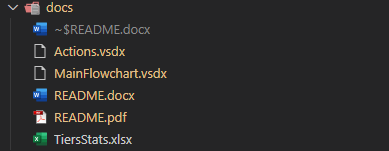 docs
~$README.docx
Actions.vsdx
MainFlowchart.vsdx
README.docx
README.pdf
TiersStats.xlsx